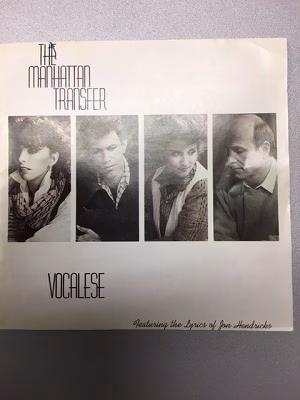 THE
MANHATTAN
TRANSFER
VOCALESE
Featuring the Lyrics of Jon Hendricks